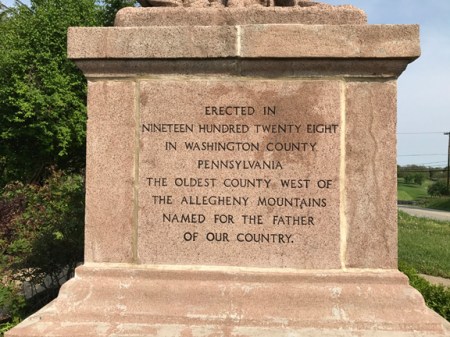 ERECTED IN
NINETEEN HUNDRED TWENTY EIGHT
IN WASHINGTON COUNTY
PENNSYLVANIA
THE OLDEST COUNTY WEST OF
THE ALLEGHENY MOUNTAINS
NAMED FOR THE FATHER
OF OUR COUNTRY.